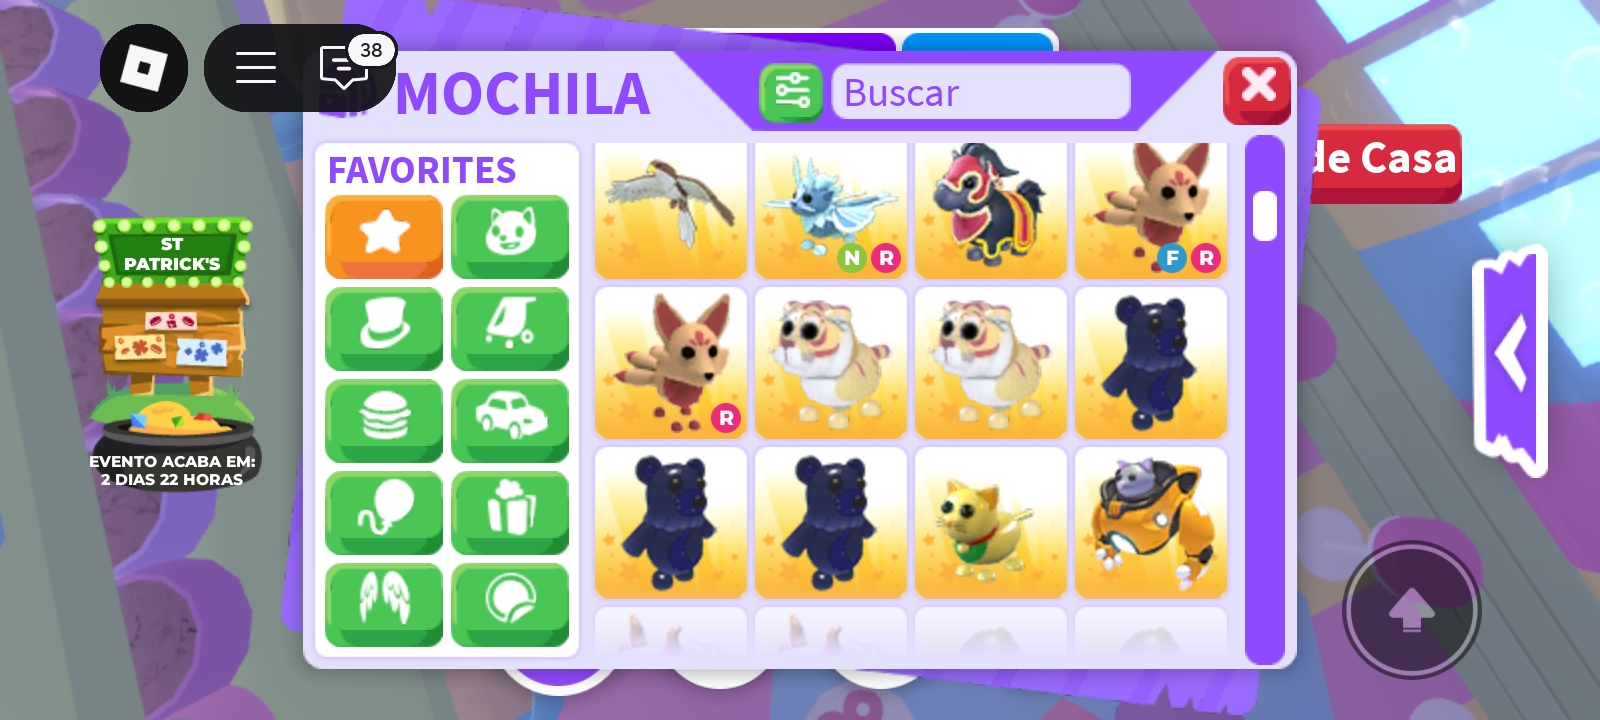 38
MOCHILA
Buscar
de Casa
FAVORITES
N R
F R
R
ST
PATRICK'S
EVENTO ACABA EM:
2 DIAS 22 HORAS